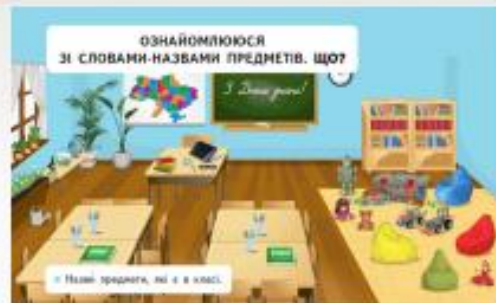 ОЗНАЙОМЛЮЮСЯ
ЗІ СЛОВАМИ-НАЗВАМИ ПРЕДМЕТІВ. ЩО?
З Днем знань!
Назви предмети, які є в класі.